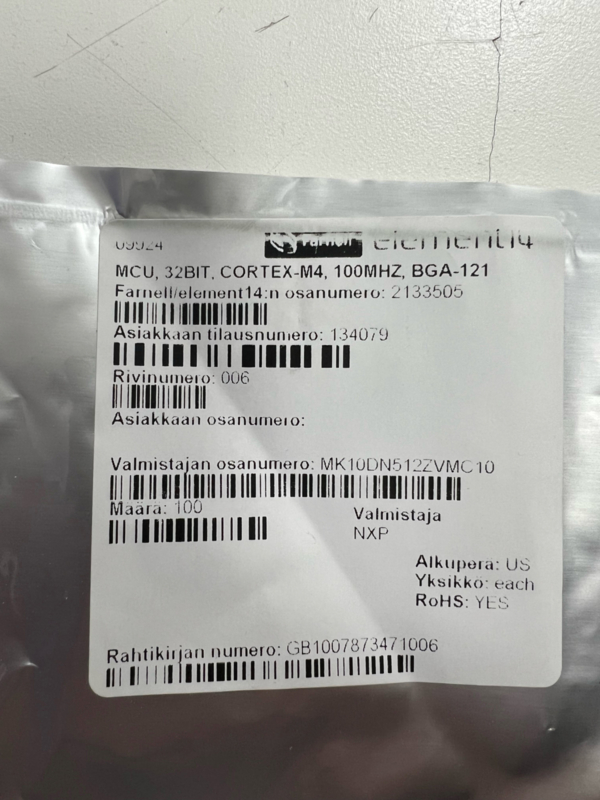 09924 Farnell element14
MCU, 32BIT, CORTEX-M4, 100MHZ, BGA-121
Farnell/element14:n osanumero: 2133505
Asiakkaan tilausnumero: 134079
Rivinumero: 006
Asiakkaan osanumero:
Valmistajan osanumero: MK10DN512ZVMC10
Määrä: 100
Valmistaja
NXP
Alkuperä: US
Yksikkö: each
RoHS: YES
Rahtikirjan numero: GB1007873471006